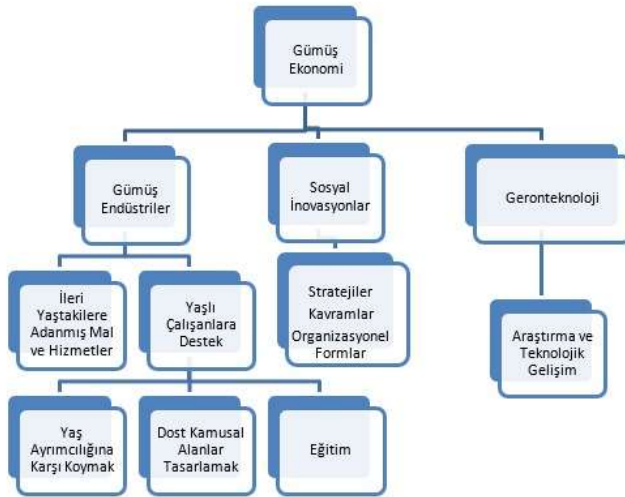 Gümüş
Ekonomi
Gümüş
Endüstriler
Sosyal
İnovasyonlar
Geronteknoloji
İleri
Yaştakilere
Adanmış Mal
ve Hizmetler
Yaşlı
Çalışanlara
Destek
Stratejiler
Kavramlar
Organizasyonel
Formlar
Araştırma ve
Teknolojik
Gelişim
Yaş
Ayrımcılığına
Karşı Koymak
Dost Kamusal
Alanlar
Tasarlamak
Eğitim